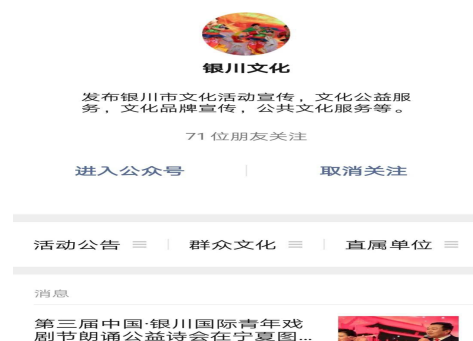 银川文化
发布银川市文化活动宣传，文化公益服
务，文化品牌宣传，公共文化服务等。
71 位朋友关注
进入公众号
取消关注
活动公告 群众文化 直属单位
消息
第三届中国·银川国际青年戏
剧节朗诵公益诗会在宁夏图...